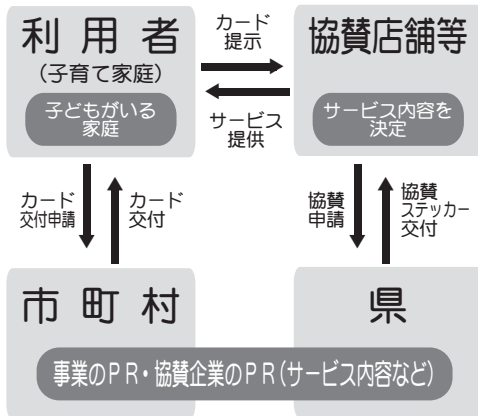 利用者
(子育て家庭)
子どもがいる
家庭
カード
提示
サービス
提供
協賛店舗等
サービス内容を
決定
カード
交付申請
カード
交付
協賛
申請
協賛
ステッカー
交付
市町村
県
事業のPR・協賛企業のPR(サービス内容など)